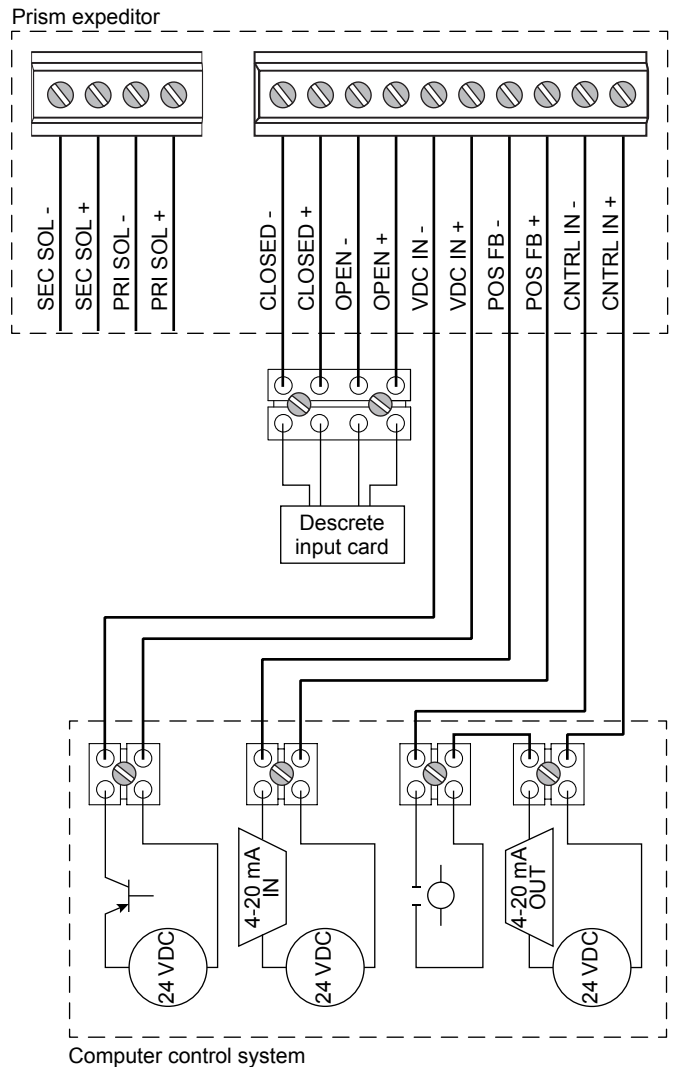 Prism expeditor
SEC SOL -
SEC SOL +
PRI SOL -
PRI SOL +
CLOSED -
CLOSED +
OPEN -
OPEN +
VDC IN -
VDC IN +
POS FB -
POS FB +
CNTRL IN -
CNTRL IN +
Descrete
input card
4-20 mA
IN
4-20 mA
OUT
24 VDC
24 VDC
24 VDC
Computer control system